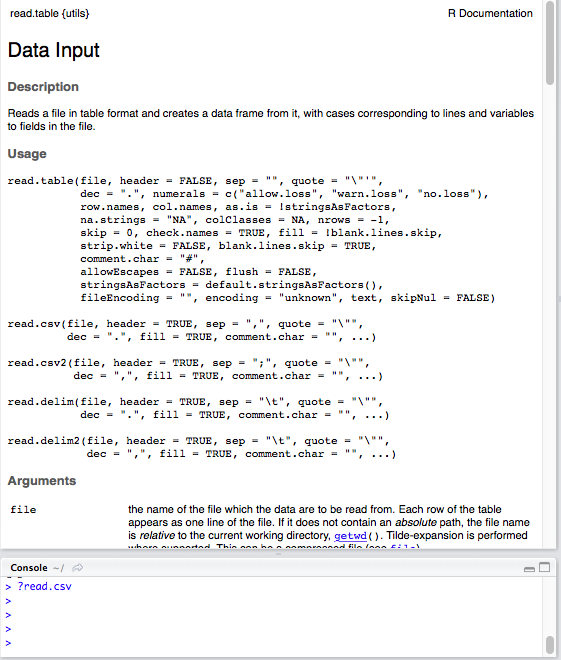 read.table {utils} R Documentation
Data Input
Description
Reads a file in table format and creates a data frame from it, with cases corresponding to lines and variables
to fields in the file.
Usage
read.table(file, header = FALSE, sep = "", quote = "\"'",
dec = ".", numerals = c("allow.loss", "warn.loss", "no.loss"),
row.names, col.names, as.is = !stringsAsFactors,
na.strings = "NA", colClasses = NA, nrows = -1,
skip = 0, check.names = TRUE, fill = !blank.lines.skip,
strip.white = FALSE, blank.lines.skip = TRUE,
comment.char = "#",
allowEscapes = FALSE, flush = FALSE,
stringsAsFactors = default.stringsAsFactors(),
fileEncoding = "", encoding = "unknown", text, skipNul = FALSE)
read.csv(file, header = TRUE, sep = ",", quote = "\"",
dec = ".", fill = TRUE, comment.char = "", ...)
read.csv2(file, header = TRUE, sep = ";", quote = "\"",
dec = ",", fill = TRUE, comment.char = "", ...)
read.delim(file, header = TRUE, sep = "\t", quote = "\"",
dec = ".", fill = TRUE, comment.char = "", ...)
read.delim2(file, header = TRUE, sep = "\t", quote = "\"",
dec = ",", fill = TRUE, comment.char = "", ...)
Arguments
file the name of the file which the data are to be read from. Each row of the table
appears as one line of the file. If it does not contain an absolute path, the file name
is relative to the current working directory, getwd(). Tilde-expansion is performed
where supported. This can be a compressed file (see file)
Console ~/
> ?read.csv
>
>
>
>